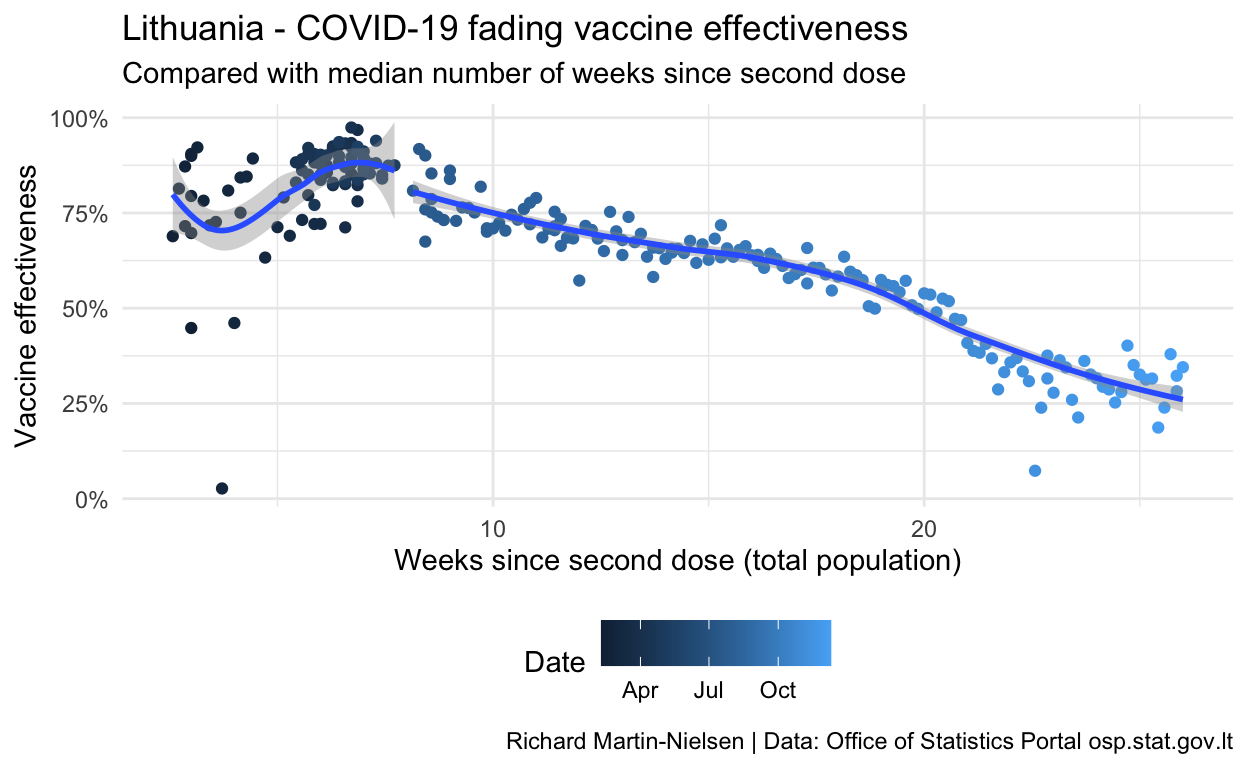 Lithuania - COVID-19 fading vaccine effectiveness
Compared with median number of weeks since second dose
Vaccine effectiveness
100%
75%
50%
25%
0%
10 20
Weeks since second dose (total population)
Date
Apr Jul Oct
Richard Martin-Nielsen | Data: Office of Statistics Portal osp.stat.gov.lt